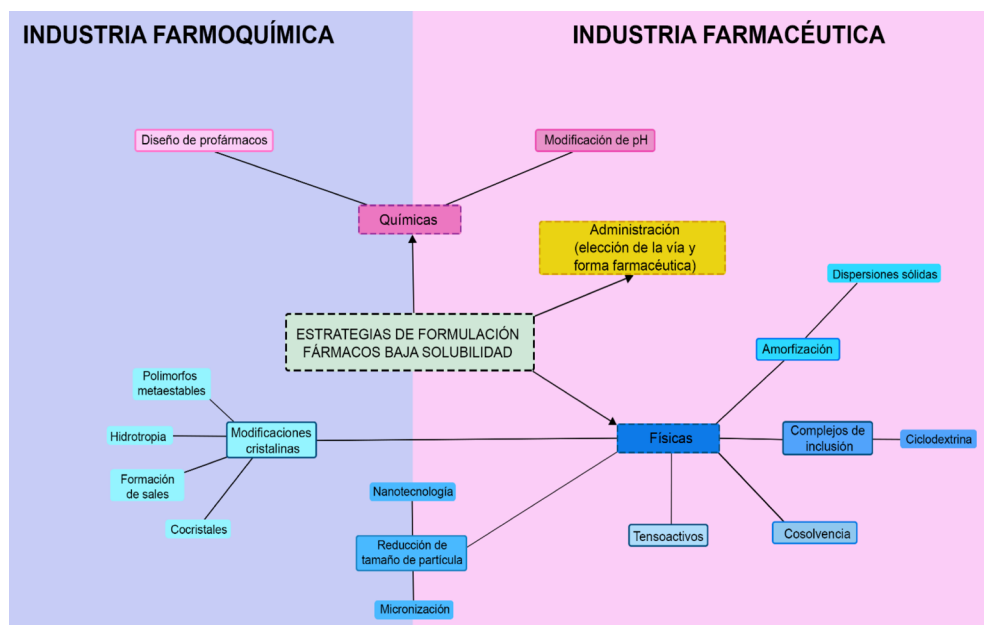 INDUSTRIA FARMOQUÍMICA
INDUSTRIA FARMACÉUTICA
Diseño de profármacos
Modificación de pH
Químicas
Administración
(elección de la vía y
forma farmacéutica)
Dispersiones sólidas
ESTRATEGIAS DE FORMULACIÓN
FÁRMACOS BAJA SOLUBILIDAD
Amorfización
Polimorfos
metaestables
Hidrotropia
Modificaciones
cristalinas
Físicas
Complejos de
inclusión
Ciclodextrina
Formación
de sales
Nanotecnología
Cocristales
Tensoactivos
Cosolvencia
Reducción de
tamaño de partícula
Micronización